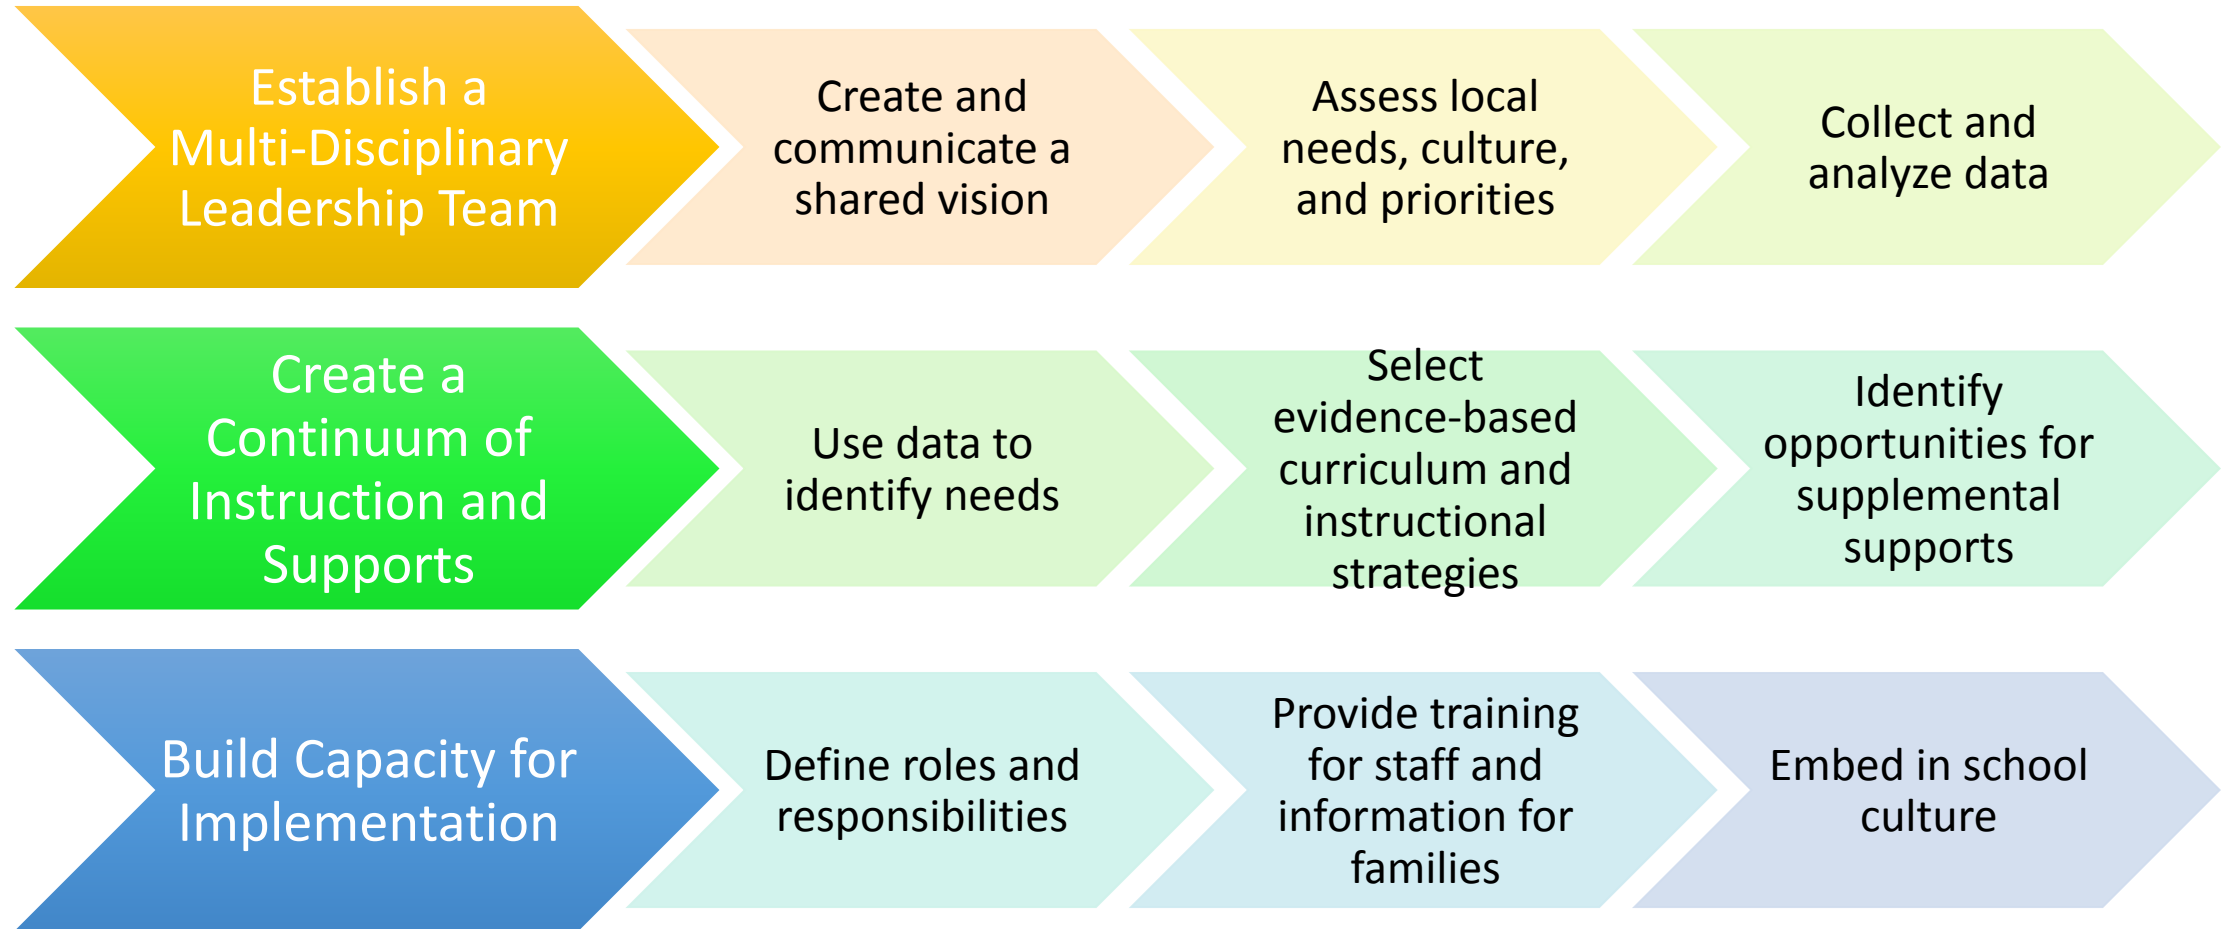 Establish a
Multi-Disciplinary
Leadership Team
Create and
communicate a
shared vision
Assess local
needs, culture,
and priorities
Collect and
analyze data
Create a
Continuum of
Instruction and
Supports
Use data to
identify needs
Select
evidence-based
curriculum and
instructional
strategies
Identify
opportunities for
supplemental
supports
Build Capacity for
Implementation
Define roles and
responsibilities
Provide training
for staff and
information for
families
Embed in school
culture